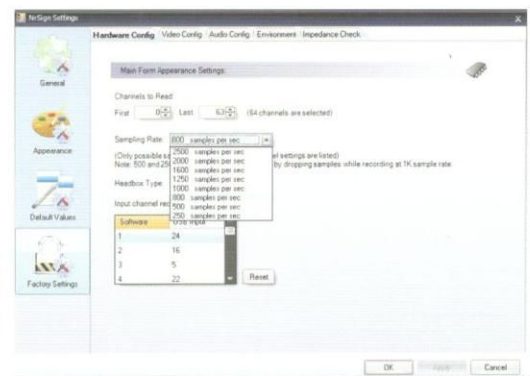 NrSign Settings
X
Hardware Config Video Config Audio Config Environment Impedance Check
General
Appearance
Default Values
Factory Settings
Main Form Appearance Settings:
Channels to Read:
First 0 Last 63 (64 channels are selected)
Sampling Rate: 800 samples per sec
2500 samples per sec
2000 samples per sec
1600 samples per sec
1250 samples per sec
1000 samples per sec
800 samples per sec
500 samples per sec
250 samples per sec
(Only possible el settings are listed)
Note: 500 and by dropping samples while recording at 1K sample rate.
Headbox Type:
Input channel
Software USB Input
1 24
2 16
3 5
4 22
Reset
OK Apply Cancel